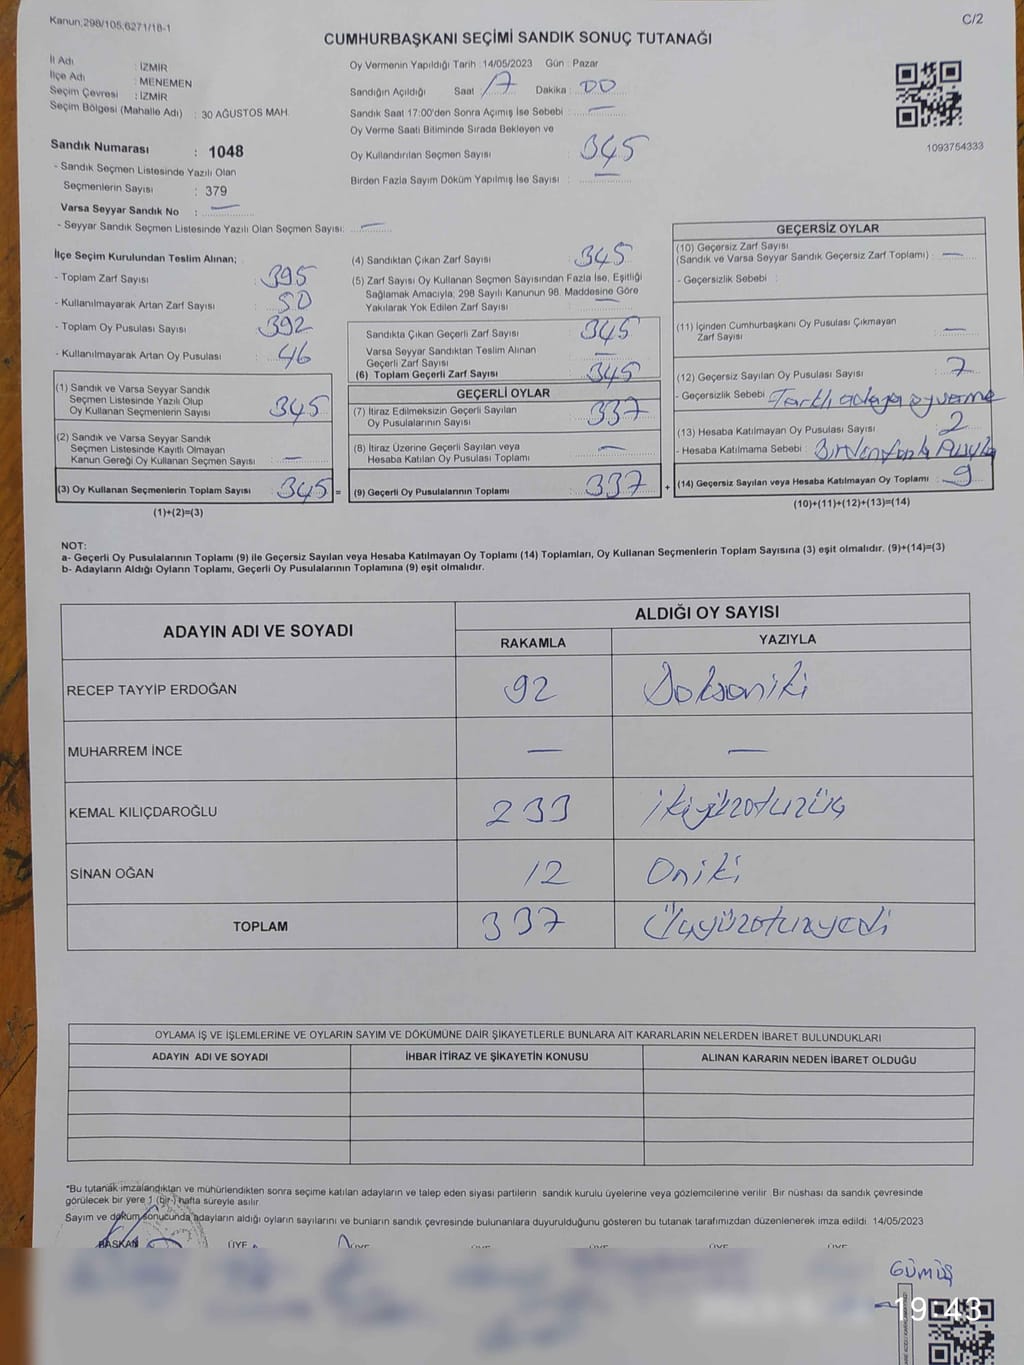 Kanun;298/105,6271/18-1
C/2
CUMHURBAŞKANI SEÇİMİ SANDIK SONUÇ TUTANAĞI
İl Adı : İZMİR
İlçe Adı : MENEMEN
Seçim Çevresi : İZMİR
Seçim Bölgesi (Mahalle Adı) : 30 AĞUSTOS MAH.
Sandık Numarası : 1048
- Sandık Seçmen Listesinde Yazılı Olan
Seçmenlerin Sayısı : 379
Varsa Seyyar Sandık No : —
- Seyyar Sandık Seçmen Listesinde Yazılı Olan Seçmen Sayısı: —
Oy Vermenin Yapıldığı Tarih : 14/05/2023 Gün : Pazar
Sandığın Açıldığı Saat Dakika : 00
Sandık Saat 17:00'den Sonra Açımış İse Sebebi : —
Oy Verme Saati Bitiminde Sırada Bekleyen ve
Oy Kullandırılan Seçmen Sayısı : 345
Birden Fazla Sayım Döküm Yapılmış İse Sayısı : —
1093754333
İlçe Seçim Kurulundan Teslim Alınan;
- Toplam Zarf Sayısı : 395
- Kullanılmayarak Artan Zarf Sayısı : 50
- Toplam Oy Pusulası Sayısı : 392
- Kullanılmayarak Artan Oy Pusulası : 46
(1) Sandık ve Varsa Seyyar Sandık
Seçmen Listesinde Yazılı Olup
Oy Kullanan Seçmenlerin Sayısı : 345
(2) Sandık ve Varsa Seyyar Sandık
Seçmen Listesinde Kayıtlı Olmayan
Kanun Gereği Oy Kullanan Seçmen Sayısı : —
(3) Oy Kullanan Seçmenlerin Toplam Sayısı : 345 =
(1)+(2)=(3)
(4) Sandıktan Çıkan Zarf Sayısı : 345
(5) Zarf Sayısı Oy Kullanan Seçmen Sayısından Fazla İse, Eşitliği
Sağlamak Amacıyla; 298 Sayılı Kanunun 98. Maddesine Göre
Yakılarak Yok Edilen Zarf Sayısı : —
Sandıkta Çıkan Geçerli Zarf Sayısı : 345
Varsa Seyyar Sandıktan Teslim Alınan
Geçerli Zarf Sayısı : —
(6) Toplam Geçerli Zarf Sayısı : 345
GEÇERLİ OYLAR
(7) İtiraz Edilmeksizin Geçerli Sayılan
Oy Pusulalarının Sayısı : 337
(8) İtiraz Üzerine Geçerli Sayılan veya
Hesaba Katılan Oy Pusulası Toplamı : —
(9) Geçerli Oy Pusulalarının Toplamı : 337 +
GEÇERSİZ OYLAR
(10) Geçersiz Zarf Sayısı
(Sandık ve Varsa Seyyar Sandık Geçersiz Zarf Toplamı) : —
- Geçersizlik Sebebi :
(11) İçinden Cumhurbaşkanı Oy Pusulası Çıkmayan
Zarf Sayısı : —
(12) Geçersiz Sayılan Oy Pusulası Sayısı : 7
- Geçersizlik Sebebi : Farklı adaya oy verme
(13) Hesaba Katılmayan Oy Pusulası Sayısı : 2
- Hesaba Katılmama Sebebi : Birden fazla Pusula
(14) Geçersiz Sayılan veya Hesaba Katılmayan Oy Toplamı : 9
(10)+(11)+(12)+(13)=(14)
NOT:
a- Geçerli Oy Pusulalarının Toplamı (9) ile Geçersiz Sayılan veya Hesaba Katılmayan Oy Toplamı (14) Toplamları, Oy Kullanan Seçmenlerin Toplam Sayısına (3) eşit olmalıdır. (9)+(14)=(3)
b- Adayların Aldığı Oyların Toplamı, Geçerli Oy Pusulalarının Toplamına (9) eşit olmalıdır.
ADAYIN ADI VE SOYADI ALDIĞI OY SAYISI
RAKAMLA YAZIYLA
RECEP TAYYİP ERDOĞAN 92 Doksaniki
MUHARREM İNCE — —
KEMAL KILIÇDAROĞLU 233 ikiyüzotuzüç
SİNAN OĞAN 12 Oniki
TOPLAM 337 Üçyüzotuzyedi
OYLAMA İŞ VE İŞLEMLERİNE VE OYLARIN SAYIM VE DÖKÜMÜNE DAİR ŞİKAYETLERLE BUNLARA AİT KARARLARIN NELERDEN İBARET BULUNDUKLARI
ADAYIN ADI VE SOYADI İHBAR İTİRAZ VE ŞİKAYETİN KONUSU ALINAN KARARIN NEDEN İBARET OLDUĞU
*Bu tutanak imzalandıktan ve mühürlendikten sonra seçime katılan adayların ve talep eden siyasi partilerin sandık kurulu üyelerine veya gözlemcilerine verilir. Bir nüshası da sandık çevresinde
görülecek bir yere 1 (bir-) hafta süreyle asılır.
Sayım ve döküm sonucunda adayların aldığı oyların sayılarını ve bunların sandık çevresinde bulunanlara duyurulduğunu gösteren bu tutanak tarafımızdan düzenlenerek imza edildi. 14/05/2023
BAŞKAN ÜYE ÜYE ÜYE ÜYE ÜYE ÜYE
GÜMÜŞ
19:43